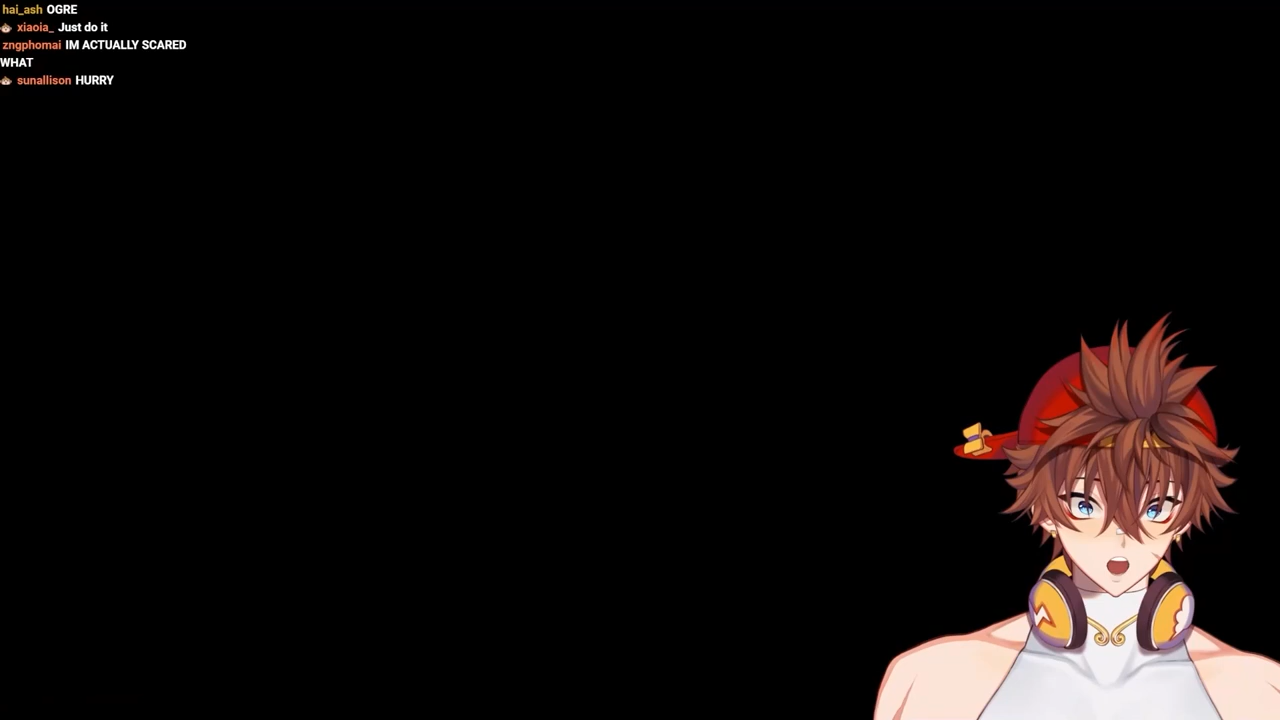 hai_ash OGRE
xiaoia_ Just do it
zngphomai IM ACTUALLY SCARED
WHAT
sunallison HURRY